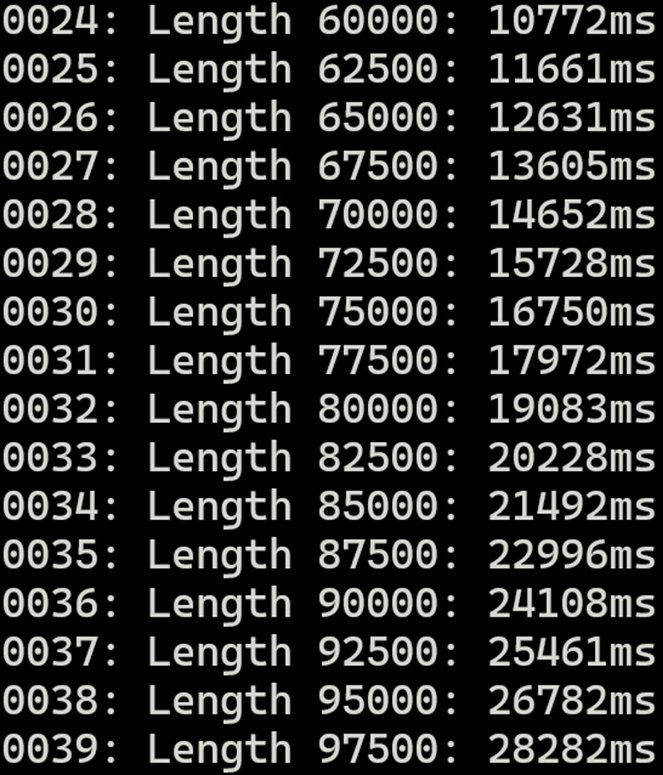 0024: Length 60000: 10772ms
0025: Length 62500: 11661ms
0026: Length 65000: 12631ms
0027: Length 67500: 13605ms
0028: Length 70000: 14652ms
0029: Length 72500: 15728ms
0030: Length 75000: 16750ms
0031: Length 77500: 17972ms
0032: Length 80000: 19083ms
0033: Length 82500: 20228ms
0034: Length 85000: 21492ms
0035: Length 87500: 22996ms
0036: Length 90000: 24108ms
0037: Length 92500: 25461ms
0038: Length 95000: 26782ms
0039: Length 97500: 28282ms